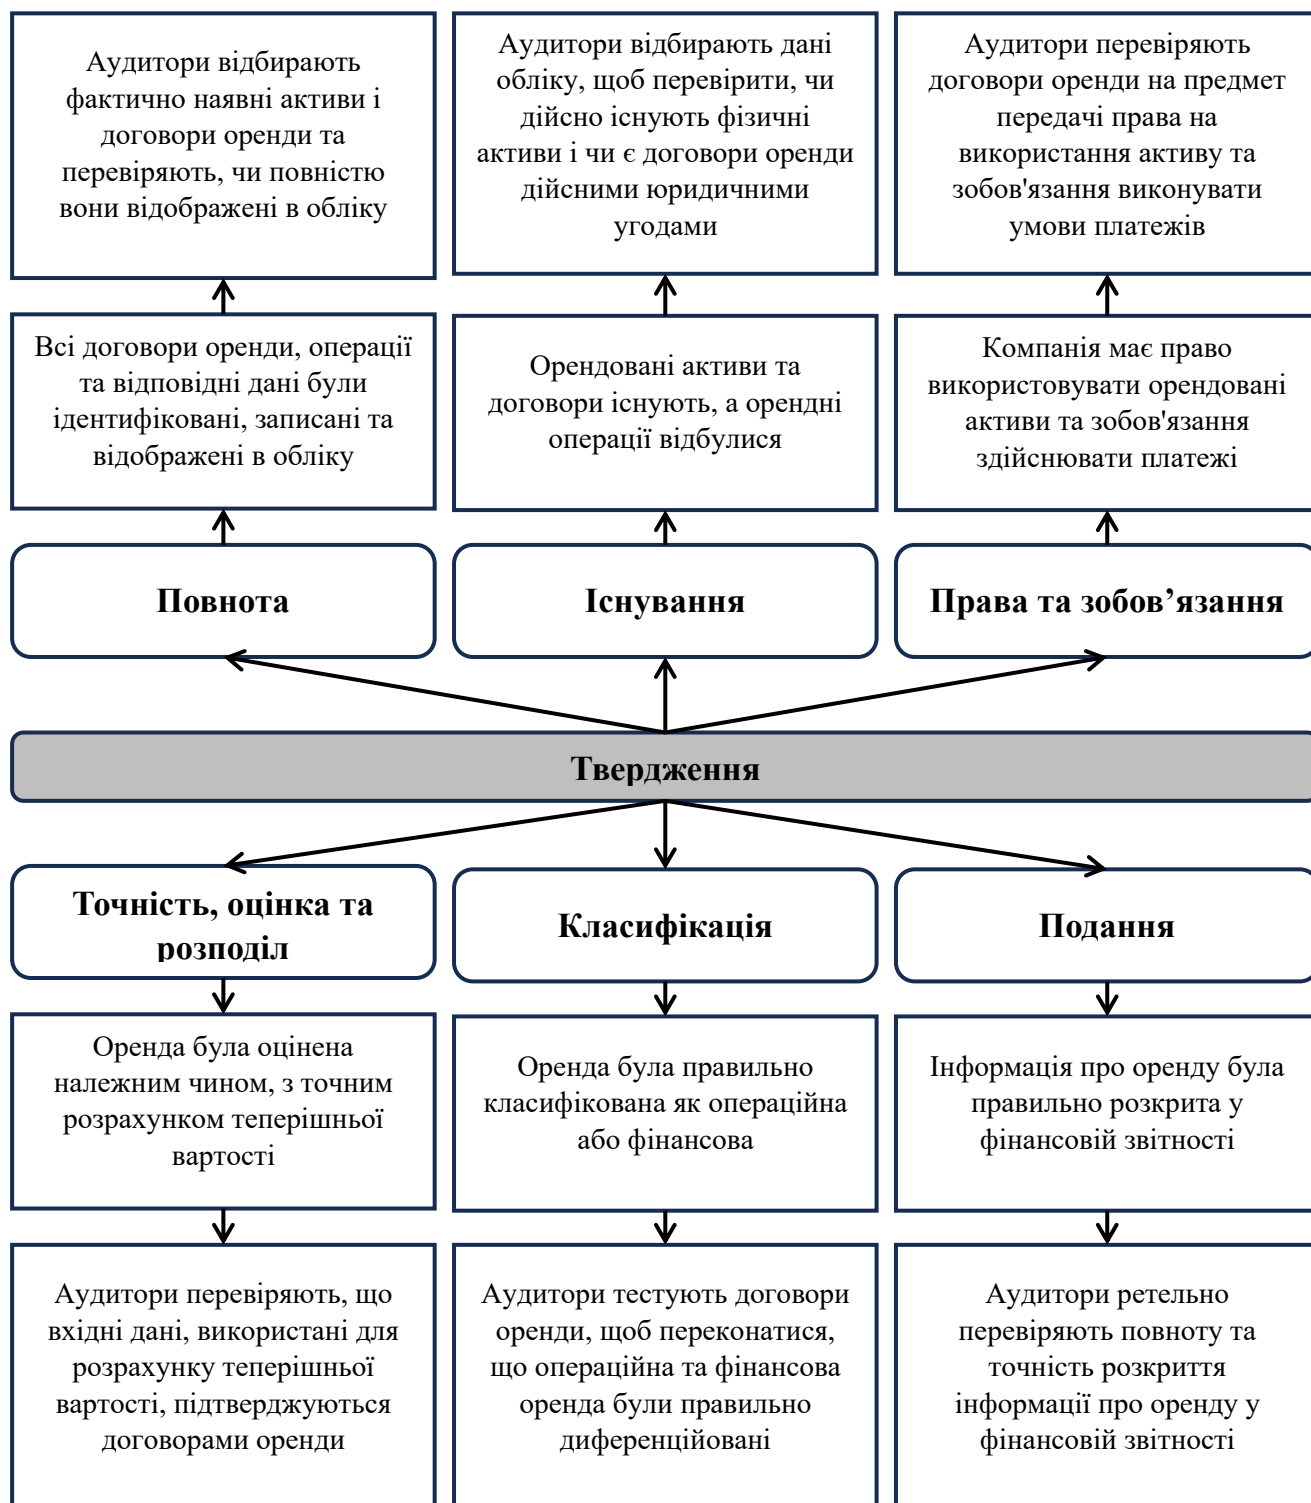 Аудитори відбирають
фактично наявні активи і
договори оренди та
перевіряють, чи повністю
вони відображені в обліку
Аудитори відбирають дані
обліку, щоб перевірити, чи
дійсно існують фізичні
активи і чи є договори оренди
дійсними юридичними
угодами
Аудитори перевіряють
договори оренди на предмет
передачі права на
використання активу та
зобов'язання виконувати
умови платежів
Всі договори оренди, операції
та відповідні дані були
ідентифіковані, записані та
відображені в обліку
Орендовані активи та
договори існують, а орендні
операції відбулися
Компанія має право
використовувати орендовані
активи та зобов'язання
здійснювати платежі
Повнота
Існування
Права та зобов’язання
Твердження
Точність, оцінка та
розподіл
Класифікація
Подання
Оренда була оцінена
належним чином, з точним
розрахунком теперішньої
вартості
Оренда була правильно
класифікована як операційна
або фінансова
Інформація про оренду була
правильно розкрита у
фінансовій звітності
Аудитори перевіряють, що
вхідні дані, використані для
розрахунку теперішньої
вартості, підтверджуються
договорами оренди
Аудитори тестують договори
оренди, щоб переконатися,
що операційна та фінансова
оренда були правильно
диференційовані
Аудитори ретельно
перевіряють повноту та
точність розкриття
інформації про оренду у
фінансовій звітності